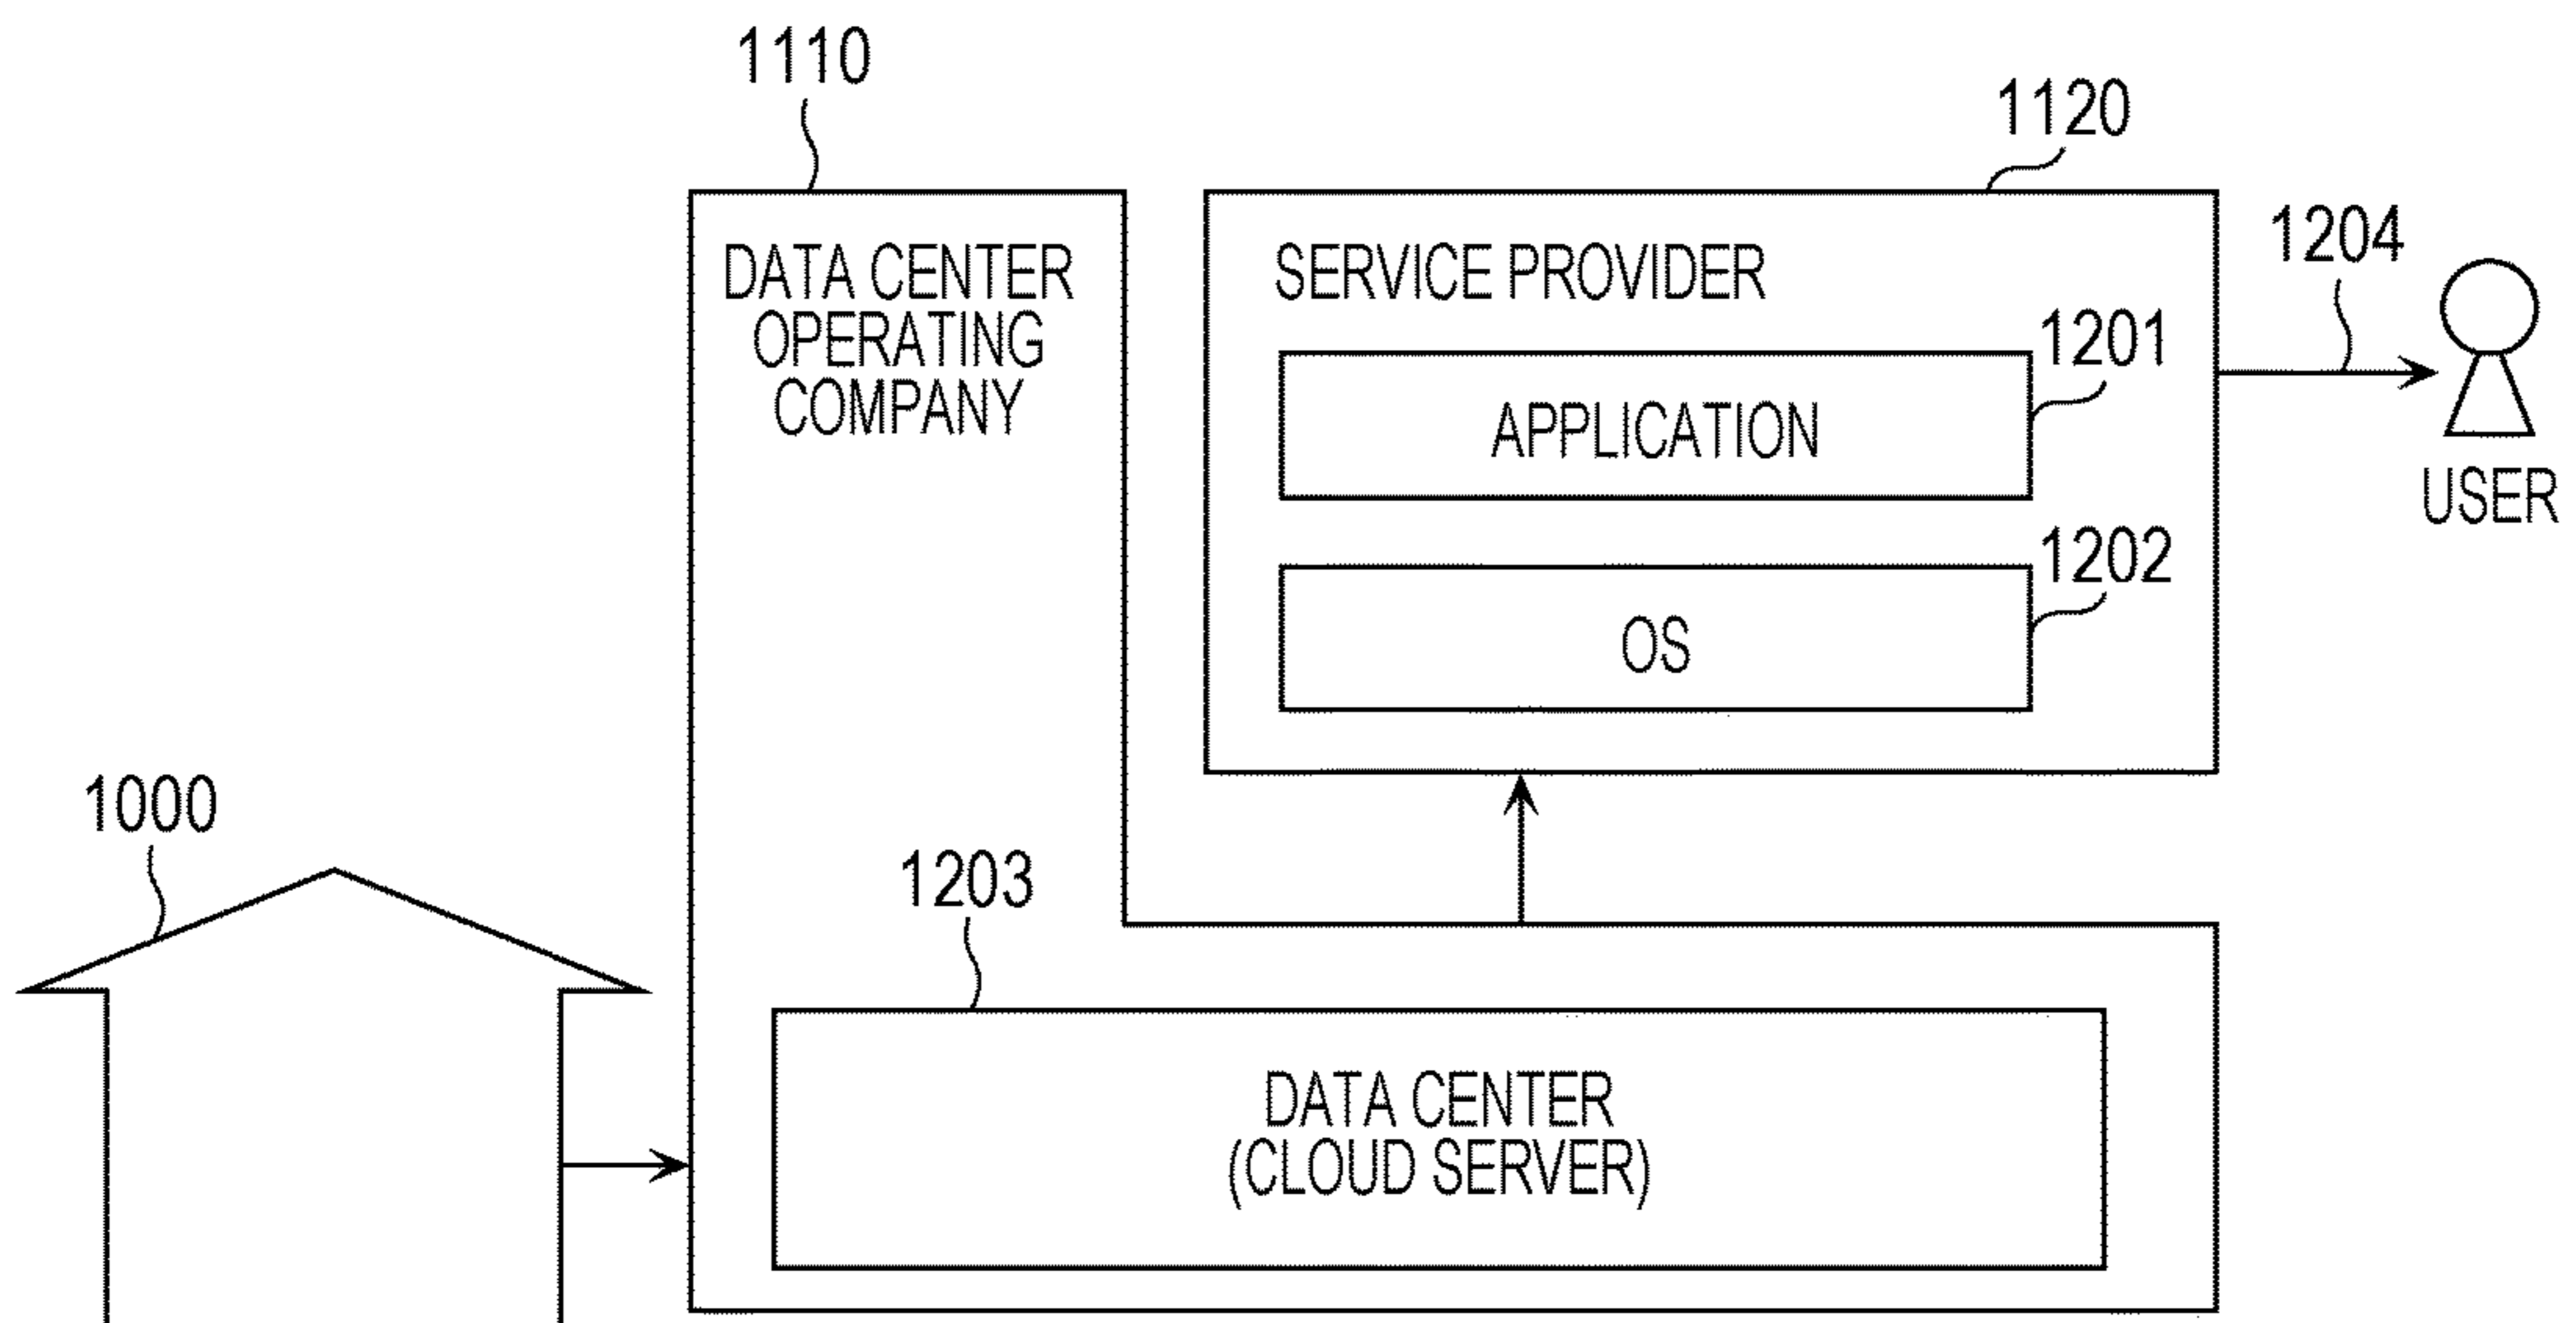 1110
1120
DATA CENTER
OPERATING
COMPANY
SERVICE PROVIDER
1204
1201
APPLICATION
USER
1202
OS
1000
1203
DATA CENTER
(CLOUD SERVER)